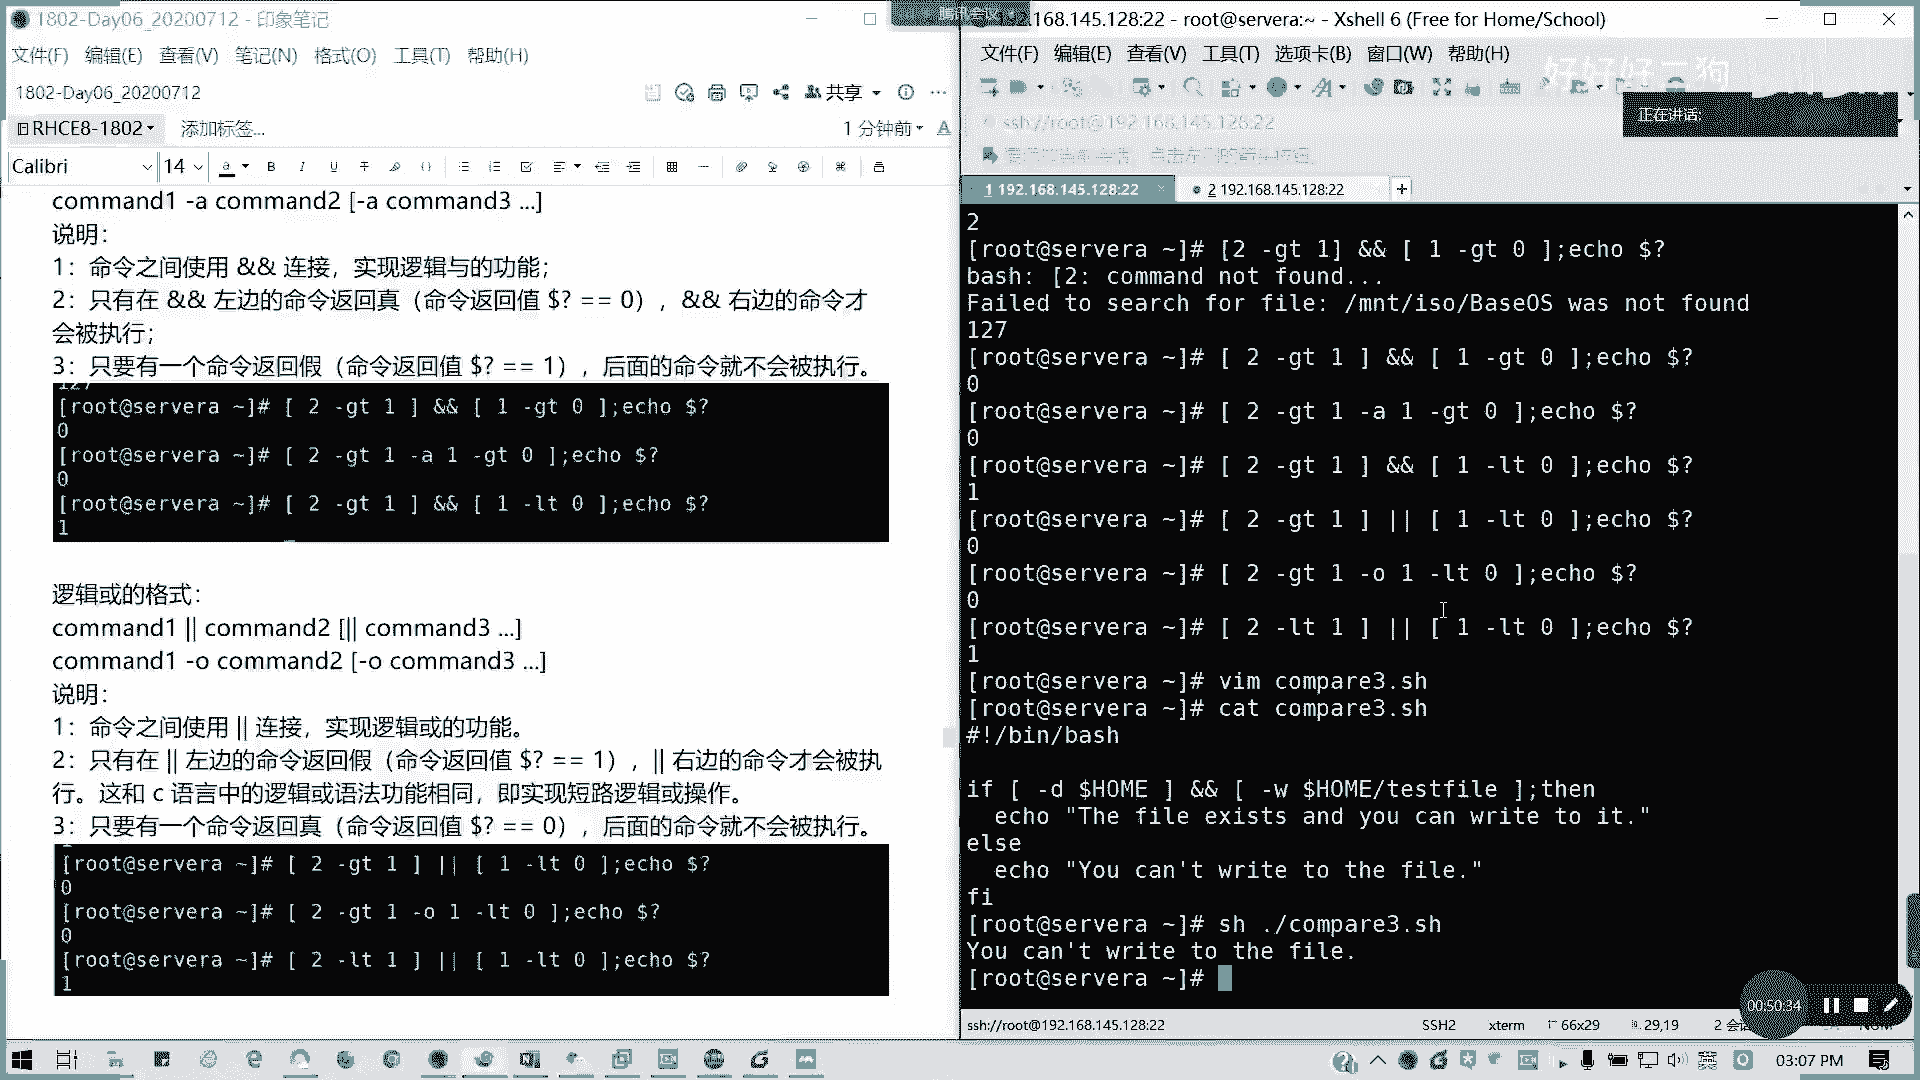 1802-Day06_20200712 - 印象笔记
文件(F) 编辑(E) 查看(V) 笔记(N) 格式(O) 工具(T) 帮助(H)
1802-Day06_20200712
共享
RHCE8-1802
添加标签...
1 分钟前
Calibri
14
command1 -a command2 [-a command3 ...]
说明：
1：命令之间使用 && 连接，实现逻辑与的功能；
2：只有在 && 左边的命令返回真（命令返回值 $? == 0），&& 右边的命令才
会被执行；
3：只要有一个命令返回假（命令返回值 $? == 1），后面的命令就不会被执行。
127
[root@servera ~]# [ 2 -gt 1 ] && [ 1 -gt 0 ];echo $?
0
[root@servera ~]# [ 2 -gt 1 -a 1 -gt 0 ];echo $?
0
[root@servera ~]# [ 2 -gt 1 ] && [ 1 -lt 0 ];echo $?
1
逻辑或的格式：
command1 || command2 [|| command3 ...]
command1 -o command2 [-o command3 ...]
说明：
1：命令之间使用 || 连接，实现逻辑或的功能。
2：只有在 || 左边的命令返回假（命令返回值 $? == 1），|| 右边的命令才会被执
行。这和 c 语言中的逻辑或语法功能相同，即实现短路逻辑或操作。
3：只要有一个命令返回真（命令返回值 $? == 0），后面的命令就不会被执行。
[root@servera ~]# [ 2 -gt 1 ] || [ 1 -lt 0 ];echo $?
0
[root@servera ~]# [ 2 -gt 1 -o 1 -lt 0 ];echo $?
0
[root@servera ~]# [ 2 -lt 1 ] || [ 1 -lt 0 ];echo $?
1
腾讯会议
192.168.145.128:22 - root@servera:~ - Xshell 6 (Free for Home/School)
文件(F) 编辑(E) 查看(V) 工具(T) 选项卡(B) 窗口(W) 帮助(H)
好好好二狗
正在讲话:
ssh://root@192.168.145.128:22
1 192.168.145.128:22
2 192.168.145.128:22
2
[root@servera ~]# [2 -gt 1] && [ 1 -gt 0 ];echo $?
bash: [2: command not found...
Failed to search for file: /mnt/iso/BaseOS was not found
127
[root@servera ~]# [ 2 -gt 1 ] && [ 1 -gt 0 ];echo $?
0
[root@servera ~]# [ 2 -gt 1 -a 1 -gt 0 ];echo $?
0
[root@servera ~]# [ 2 -gt 1 ] && [ 1 -lt 0 ];echo $?
1
[root@servera ~]# [ 2 -gt 1 ] || [ 1 -lt 0 ];echo $?
0
[root@servera ~]# [ 2 -gt 1 -o 1 -lt 0 ];echo $?
0
[root@servera ~]# [ 2 -lt 1 ] || [ 1 -lt 0 ];echo $?
1
[root@servera ~]# vim compare3.sh
[root@servera ~]# cat compare3.sh
#!/bin/bash
if [ -d $HOME ] && [ -w $HOME/testfile ];then
echo "The file exists and you can write to it."
else
echo "You can't write to the file."
fi
[root@servera ~]# sh ./compare3.sh
You can't write to the file.
[root@servera ~]#
00:50:34
ssh://root@192.168.145.128:22
SSH2
xterm
66x29
29,19
2 会
英
03:07 PM